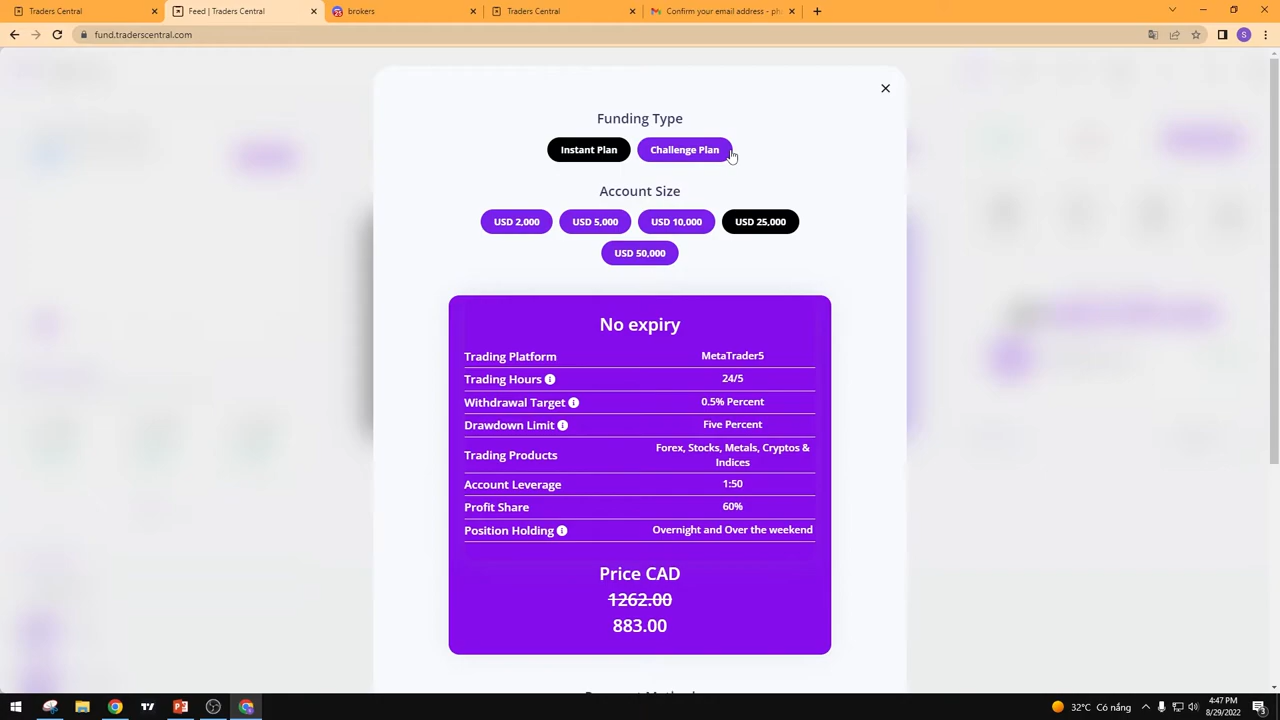 Traders Central
Feed | Traders Central
brokers
Traders Central
Confirm your email address - ph
fund.traderscentral.com
S
Funding Type
Instant Plan
Challenge Plan
Account Size
USD 2,000
USD 5,000
USD 10,000
USD 25,000
USD 50,000
No expiry
Trading Platform
MetaTrader5
Trading Hours
24/5
Withdrawal Target
0.5% Percent
Drawdown Limit
Five Percent
Trading Products
Forex, Stocks, Metals, Cryptos &
Indices
Account Leverage
1:50
Profit Share
60%
Position Holding
Overnight and Over the weekend
Price CAD
1262.00
883.00
32°C Có nắng
4:47 PM
8/29/2022